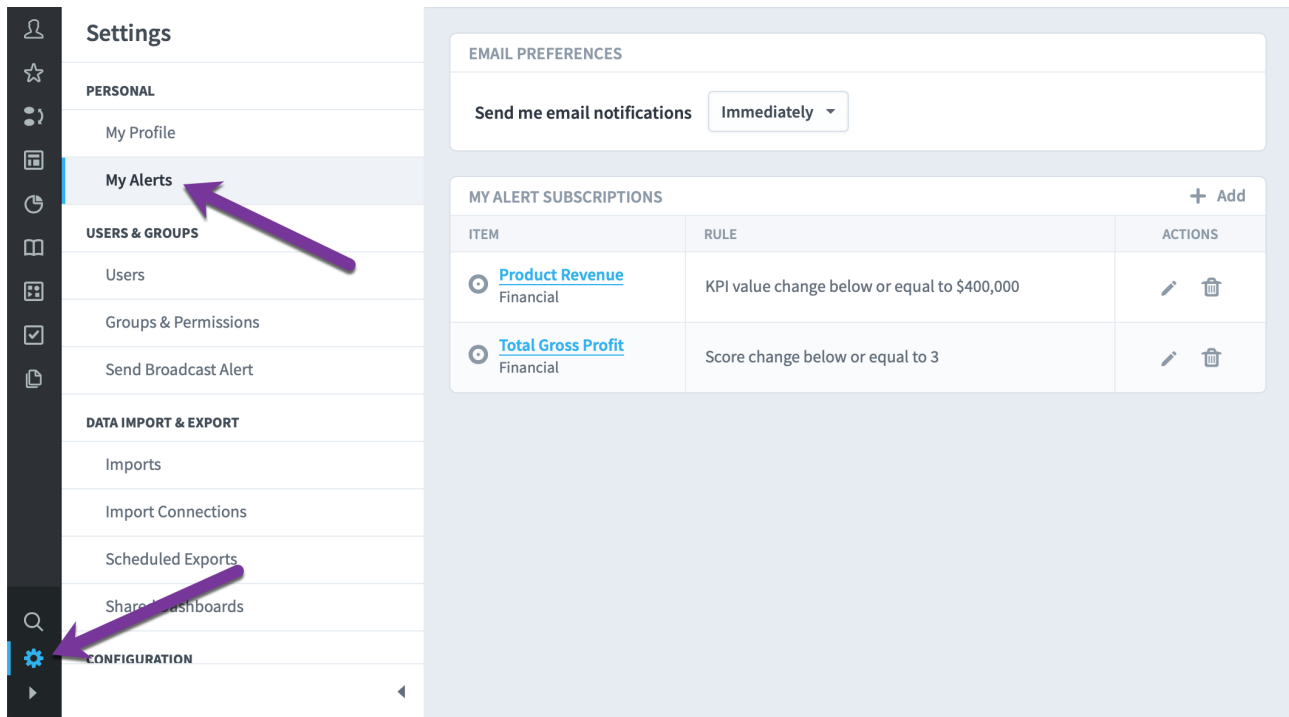 Settings
PERSONAL
My Profile
My Alerts
USERS & GROUPS
Users
Groups & Permissions
Send Broadcast Alert
DATA IMPORT & EXPORT
Imports
Import Connections
Scheduled Exports
Shared Dashboards
CONFIGURATION
EMAIL PREFERENCES
Send me email notifications Immediately
MY ALERT SUBSCRIPTIONS Add
ITEM RULE ACTIONS
Product Revenue
Financial
KPI value change below or equal to $400,000
Total Gross Profit
Financial
Score change below or equal to 3